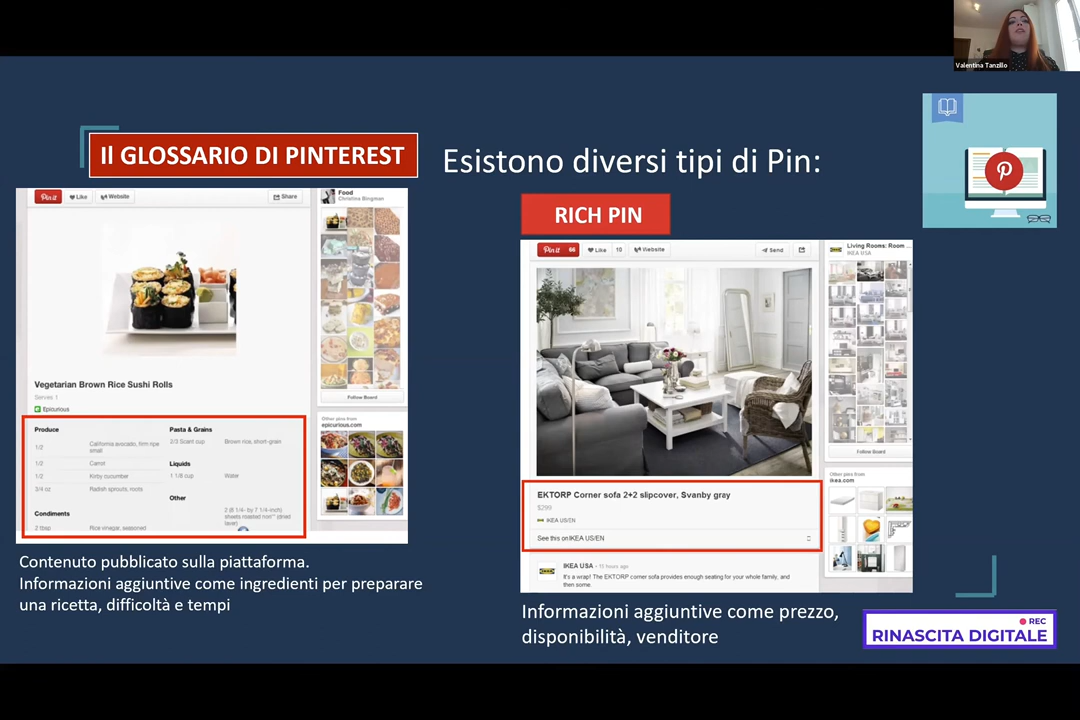 Valentina Tanzillo
Il GLOSSARIO DI PINTEREST
Esistono diversi tipi di Pin:
RICH PIN
Pin it
Like
Website
Share
Food
Christina Bingman
Vegetarian Brown Rice Sushi Rolls
Serves 1
Epicurious
Produce
1/2 California avocado, firm ripe
small
1/2 Carrot
1/2 Kirby cucumber
3/4 oz Radish sprouts, roots
Condiments
2 tbsp Rice vinegar, seasoned
Pasta & Grains
2/3 Scant cup Brown rice, short-grain
Liquids
1 1/8 cup Water
Other
Follow Board
Other pins from
epicurious.com
Contenuto pubblicato sulla piattaforma.
Informazioni aggiuntive come ingredienti per preparare
una ricetta, difficoltà e tempi
Pin it 66
Like 10
Website
Send
Living Rooms: Room ...
IKEA USA
EKTORP Corner sofa 2+2 slipcover, Svanby gray
$299
IKEA US/EN
See this on IKEA US/EN
IKEA USA • 15 hours ago
It's a wrap! The EKTORP corner sofa provides enough seating for your whole family, and
then some.
Follow Board
Other pins from
ikea.com
Informazioni aggiuntive come prezzo,
disponibilità, venditore
REC
RINASCITA DIGITALE